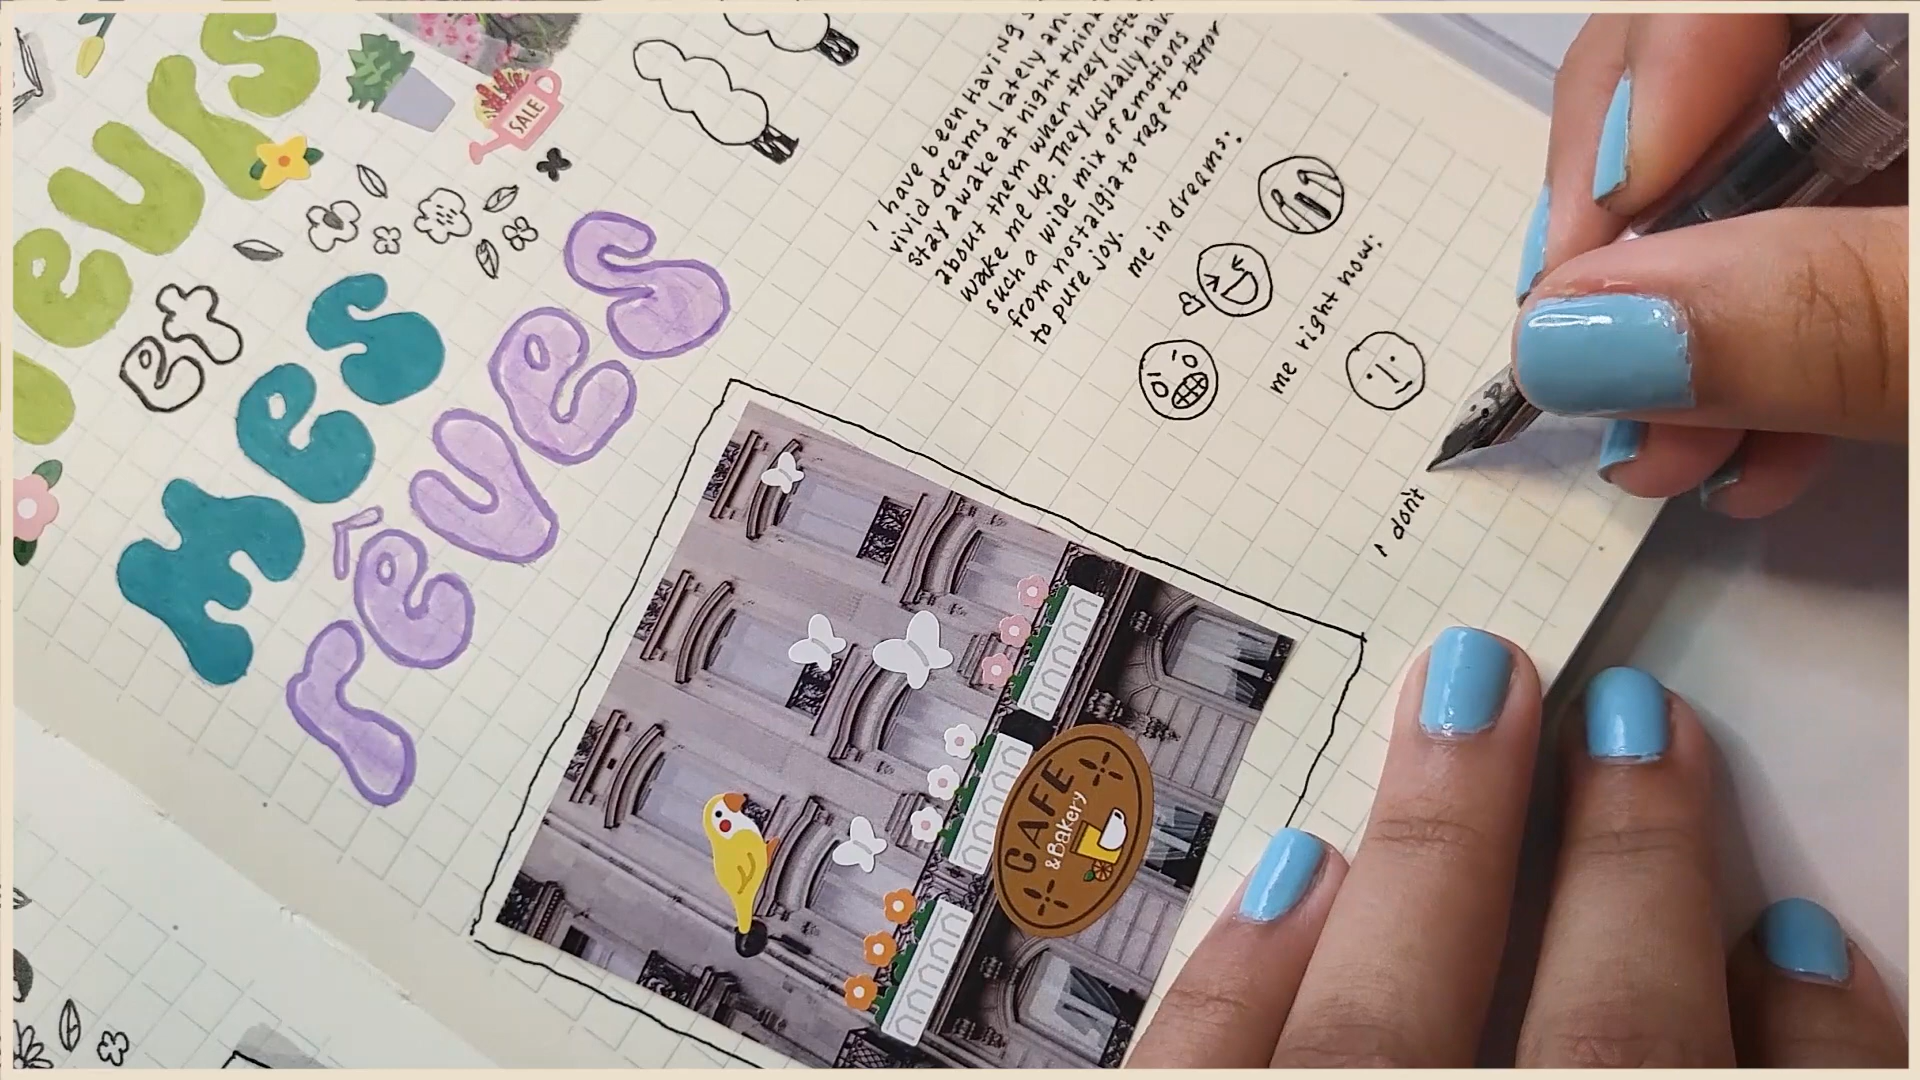 eurs
et
Mes
rêves
SALE
I have been having
vivid dreams lately an
stay awake at night think
about them when they (ofte
wake me up. They usually hav
such a wide mix of emotions
from nostalgia to rage to terror
to pure joy.
me in dreams:
me right now:
I don't
CAFE
&Bakery